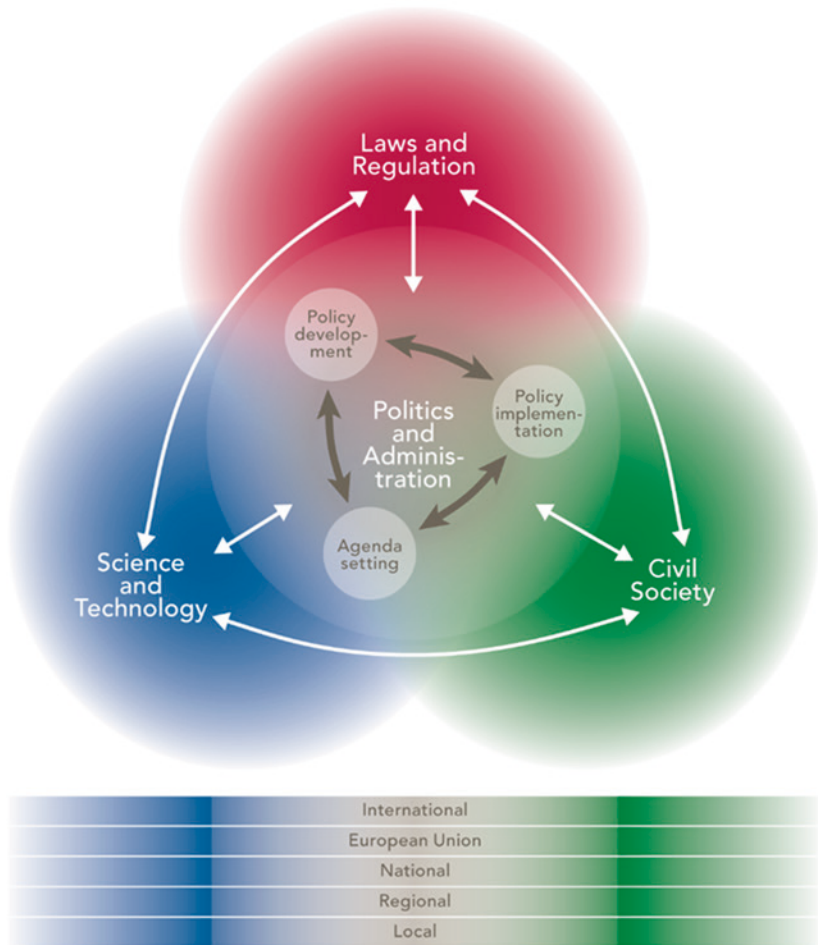 Laws and
Regulation
Policy
develop-
ment
Policy
implemen-
tation
Politics
and
Adminis-
tration
Agenda
setting
Science
and
Technology
Civil
Society
International
European Union
National
Regional
Local